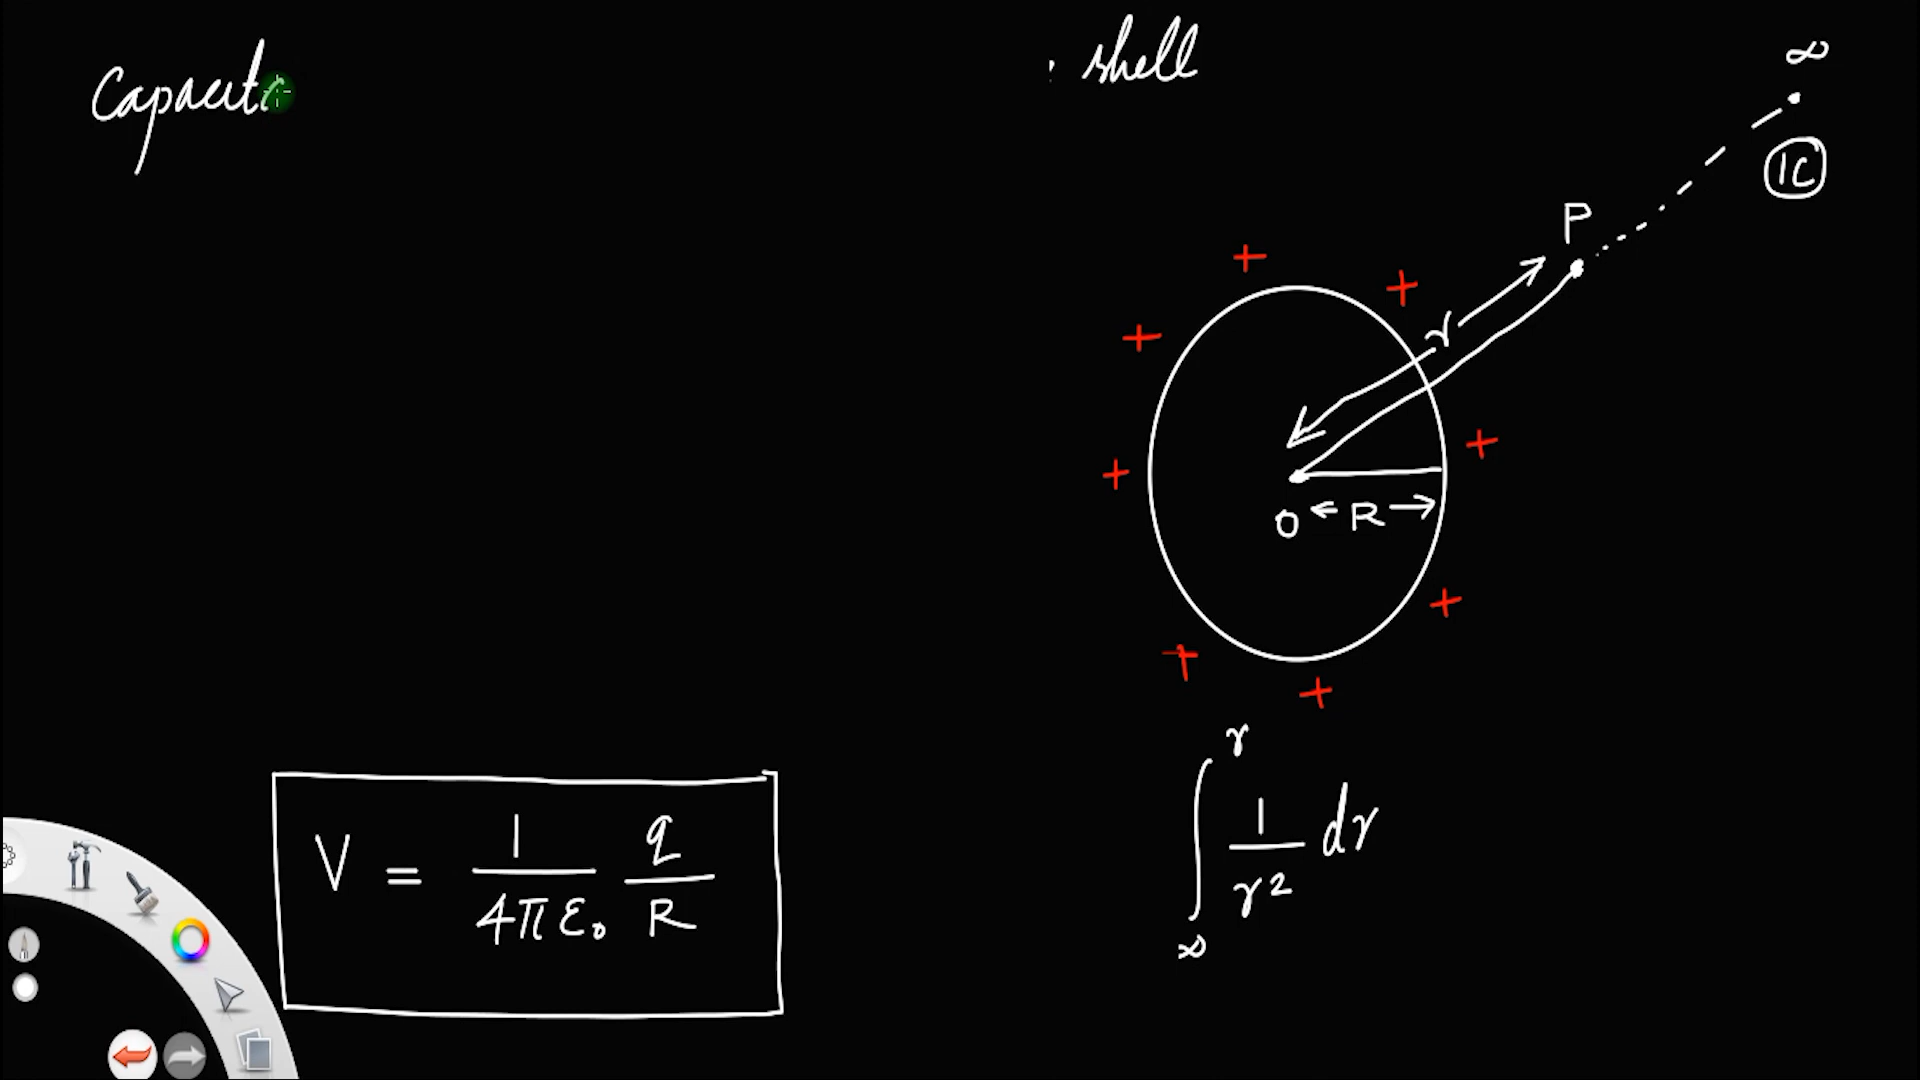 Capacit
shell
∞
1C
P
r
O ← R →
V = 1/4πε₀ q/R
∫ r ∞ 1/r² dr